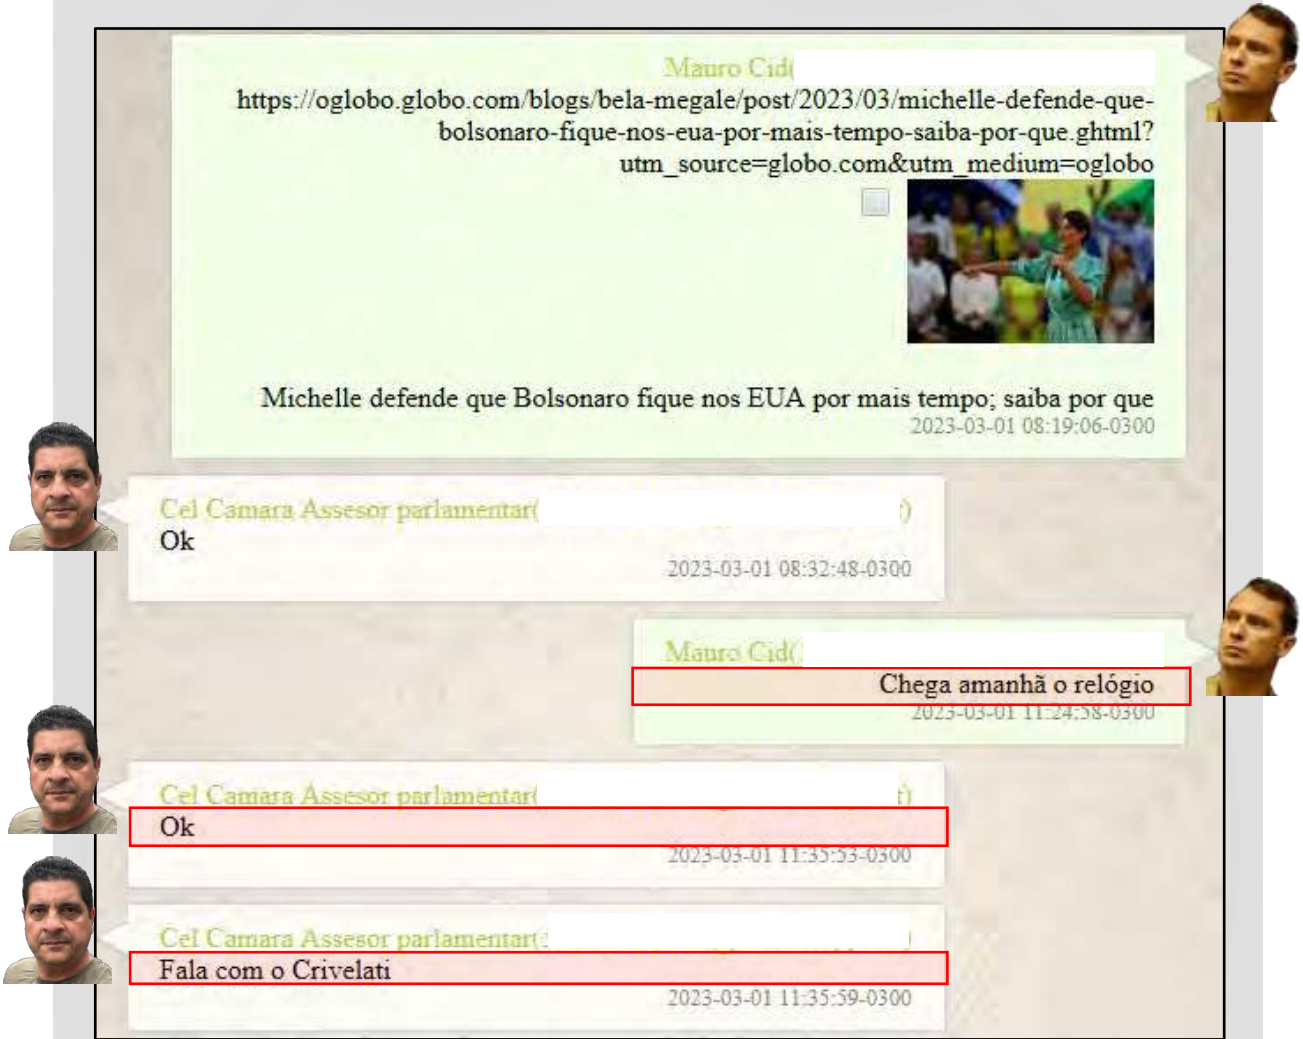 Mauro Cid(
https://oglobo.globo.com/blogs/bela-megale/post/2023/03/michelle-defende-que-
bolsonaro-fique-nos-eua-por-mais-tempo-saiba-por-que.ghtml?
utm_source=globo.com&utm_medium=oglobo
Michelle defende que Bolsonaro fique nos EUA por mais tempo; saiba por que
2023-03-01 08:19:06-0300
Cel Camara Assesor parlamentar( )
Ok
2023-03-01 08:32:48-0300
Mauro Cid(
Chega amanhã o relógio
2023-03-01 11:24:58-0300
Cel Camara Assesor parlamentar( )
Ok
2023-03-01 11:35:53-0300
Cel Camara Assesor parlamentar( )
Fala com o Crivelati
2023-03-01 11:35:59-0300